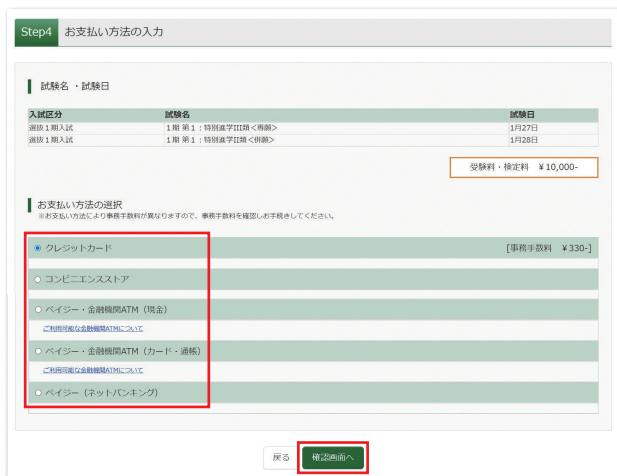 Step4 お支払い方法の入力
試験名 ・試験日
入試区分 試験名 試験日
選抜1期入試 1期 第1：特別進学III類＜専願＞ 1月27日
選抜1期入試 1期 第1：特別進学II類＜併願＞ 1月28日
受験料・検定料 ¥10,000-
お支払い方法の選択
※お支払い方法により事務手数料が異なりますので、事務手数料を確認しお手続きしてください。
クレジットカード [事務手数料 ¥330-]
コンビニエンスストア
ペイジー・金融機関ATM（現金）
ご利用可能な金融機関ATMについて
ペイジー・金融機関ATM（カード・通帳）
ご利用可能な金融機関ATMについて
ペイジー（ネットバンキング）
戻る 確認画面へ